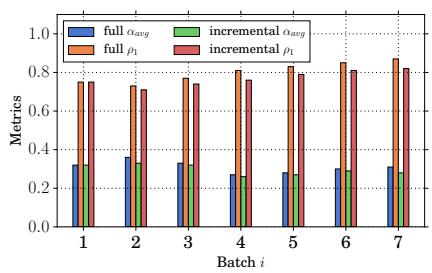 full α_avg
incremental α_avg
full ρ_1
incremental ρ_1
Metrics
1.0
0.8
0.6
0.4
0.2
0.0
1 2 3 4 5 6 7
Batch i